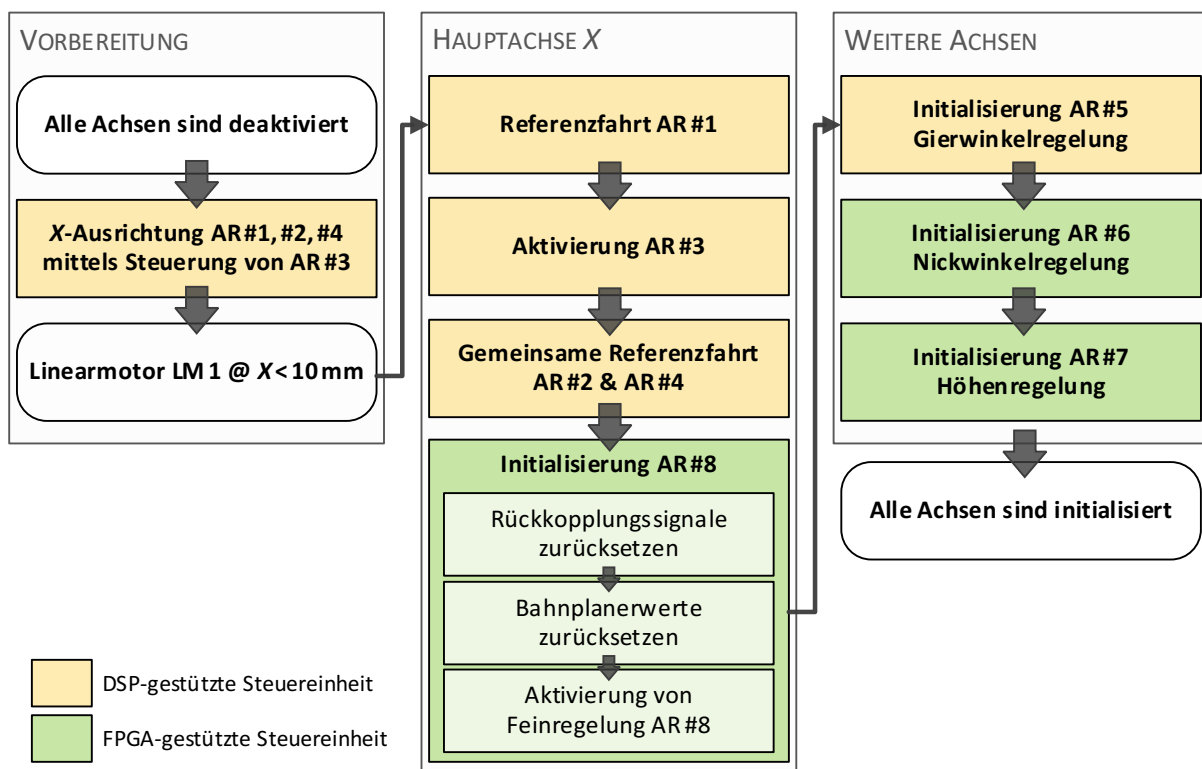 VORBEREITUNG
Alle Achsen sind deaktiviert
X-Ausrichtung AR #1, #2, #4
mittels Steuerung von AR #3
Linearmotor LM 1 @ X < 10 mm
HAUPTACHSE X
Referenzfahrt AR #1
Aktivierung AR #3
Gemeinsame Referenzfahrt
AR #2 & AR #4
Initialisierung AR #8
Rückkopplungssignale
zurücksetzen
Bahnplanerwerte
zurücksetzen
Aktivierung von
Feinregelung AR #8
WEITERE ACHSEN
Initialisierung AR #5
Gierwinkelregelung
Initialisierung AR #6
Nickwinkelregelung
Initialisierung AR #7
Höhenregelung
Alle Achsen sind initialisiert
DSP-gestützte Steuereinheit
FPGA-gestützte Steuereinheit